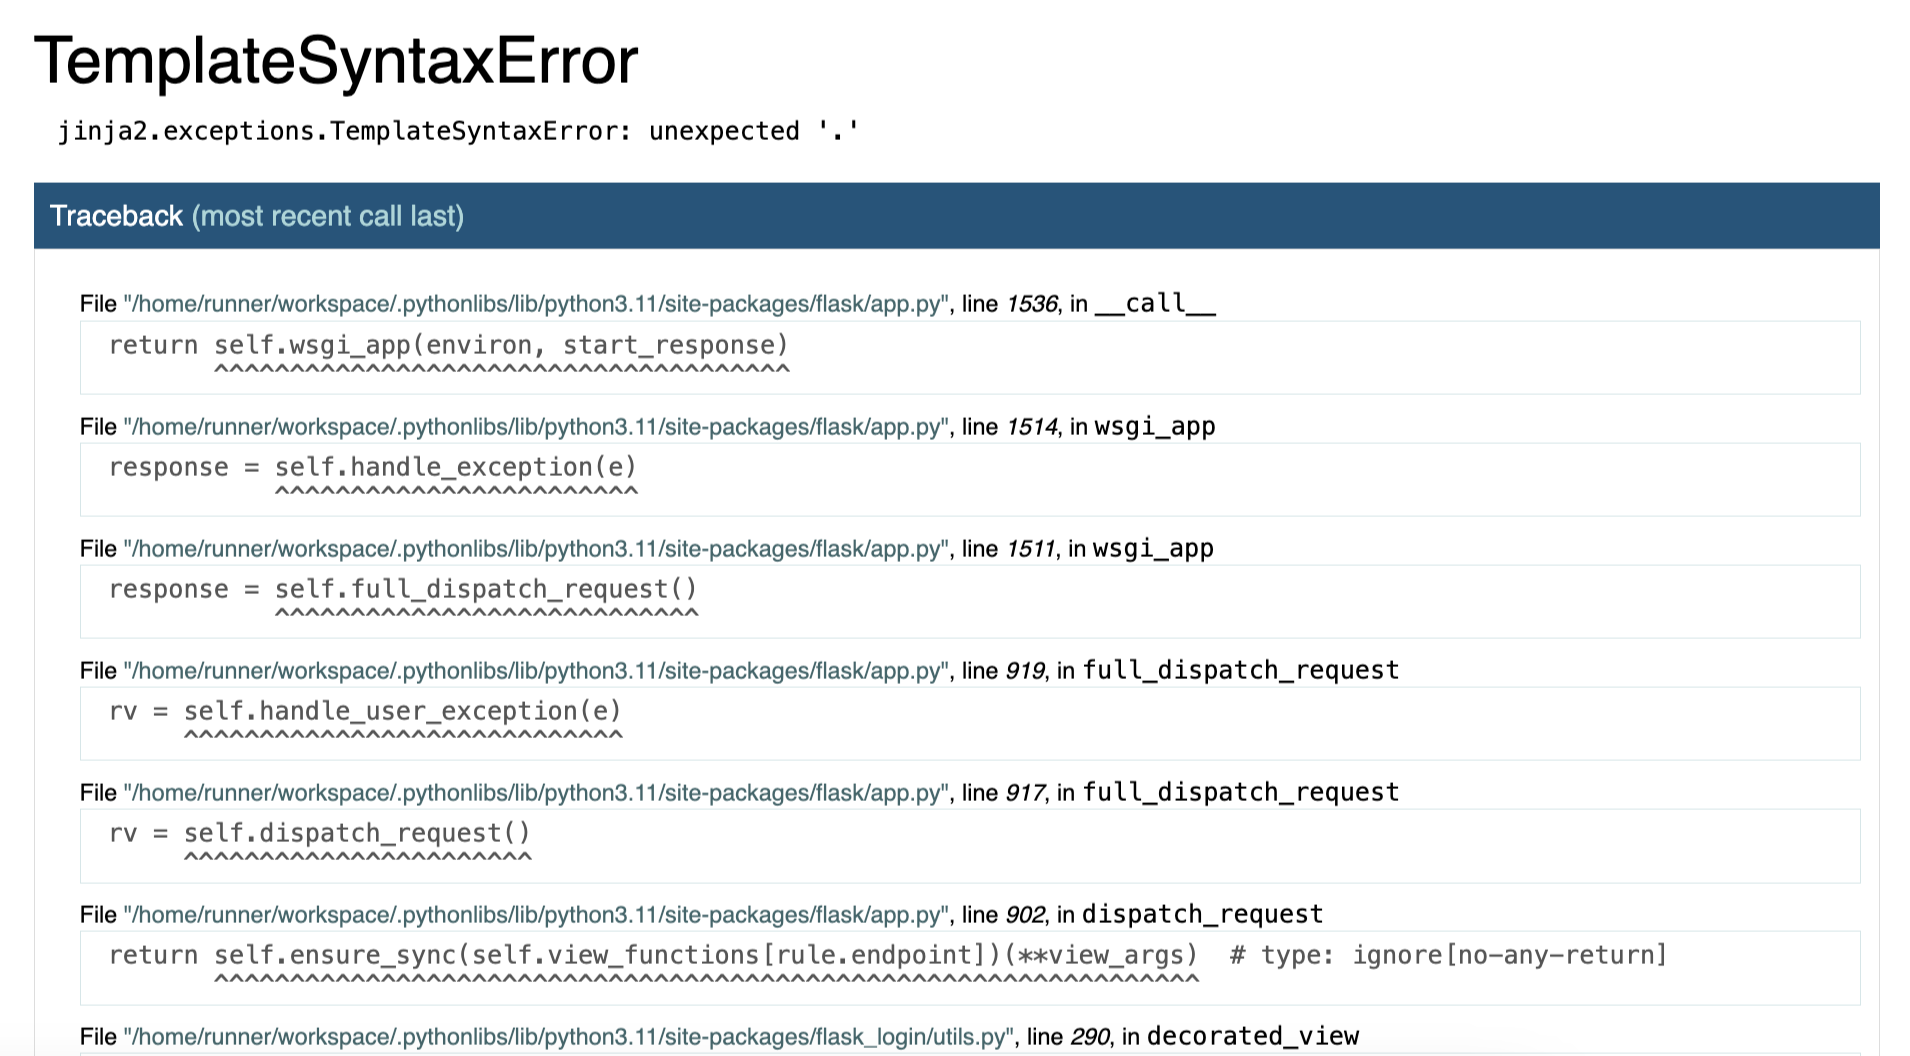 TemplateSyntaxError
jinja2.exceptions.TemplateSyntaxError: unexpected '.'
Traceback (most recent call last)
File "/home/runner/workspace/.pythonlibs/lib/python3.11/site-packages/flask/app.py", line 1536, in __call__
return self.wsgi_app(environ, start_response)
^^^^^^^^^^^^^^^^^^^^^^^^^^^^^^^^^^^^^^
File "/home/runner/workspace/.pythonlibs/lib/python3.11/site-packages/flask/app.py", line 1514, in wsgi_app
response = self.handle_exception(e)
^^^^^^^^^^^^^^^^^^^^^^^^
File "/home/runner/workspace/.pythonlibs/lib/python3.11/site-packages/flask/app.py", line 1511, in wsgi_app
response = self.full_dispatch_request()
^^^^^^^^^^^^^^^^^^^^^^^^^^^^
File "/home/runner/workspace/.pythonlibs/lib/python3.11/site-packages/flask/app.py", line 919, in full_dispatch_request
rv = self.handle_user_exception(e)
^^^^^^^^^^^^^^^^^^^^^^^^^^^^^
File "/home/runner/workspace/.pythonlibs/lib/python3.11/site-packages/flask/app.py", line 917, in full_dispatch_request
rv = self.dispatch_request()
^^^^^^^^^^^^^^^^^^^^^^^
File "/home/runner/workspace/.pythonlibs/lib/python3.11/site-packages/flask/app.py", line 902, in dispatch_request
return self.ensure_sync(self.view_functions[rule.endpoint])(**view_args)  # type: ignore[no-any-return]
^^^^^^^^^^^^^^^^^^^^^^^^^^^^^^^^^^^^^^^^^^^^^^^^^^^^^^^^^^^^^^^^^
File "/home/runner/workspace/.pythonlibs/lib/python3.11/site-packages/flask_login/utils.py", line 290, in decorated_view